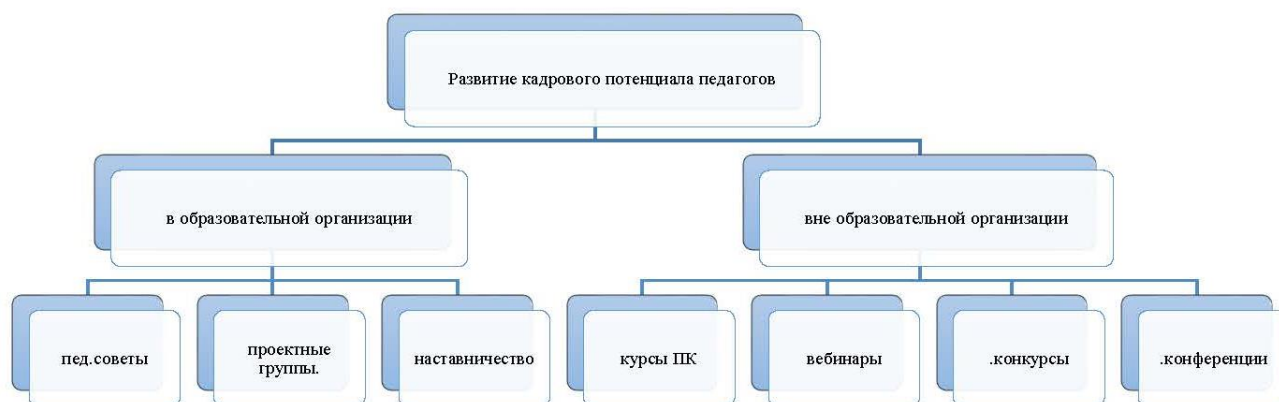 Развитие кадрового потенциала педагогов
в образовательной организации
вне образовательной организации
пед.советы
проектные
группы.
наставничество
курсы ПК
вебинары
.конкурсы
.конференции